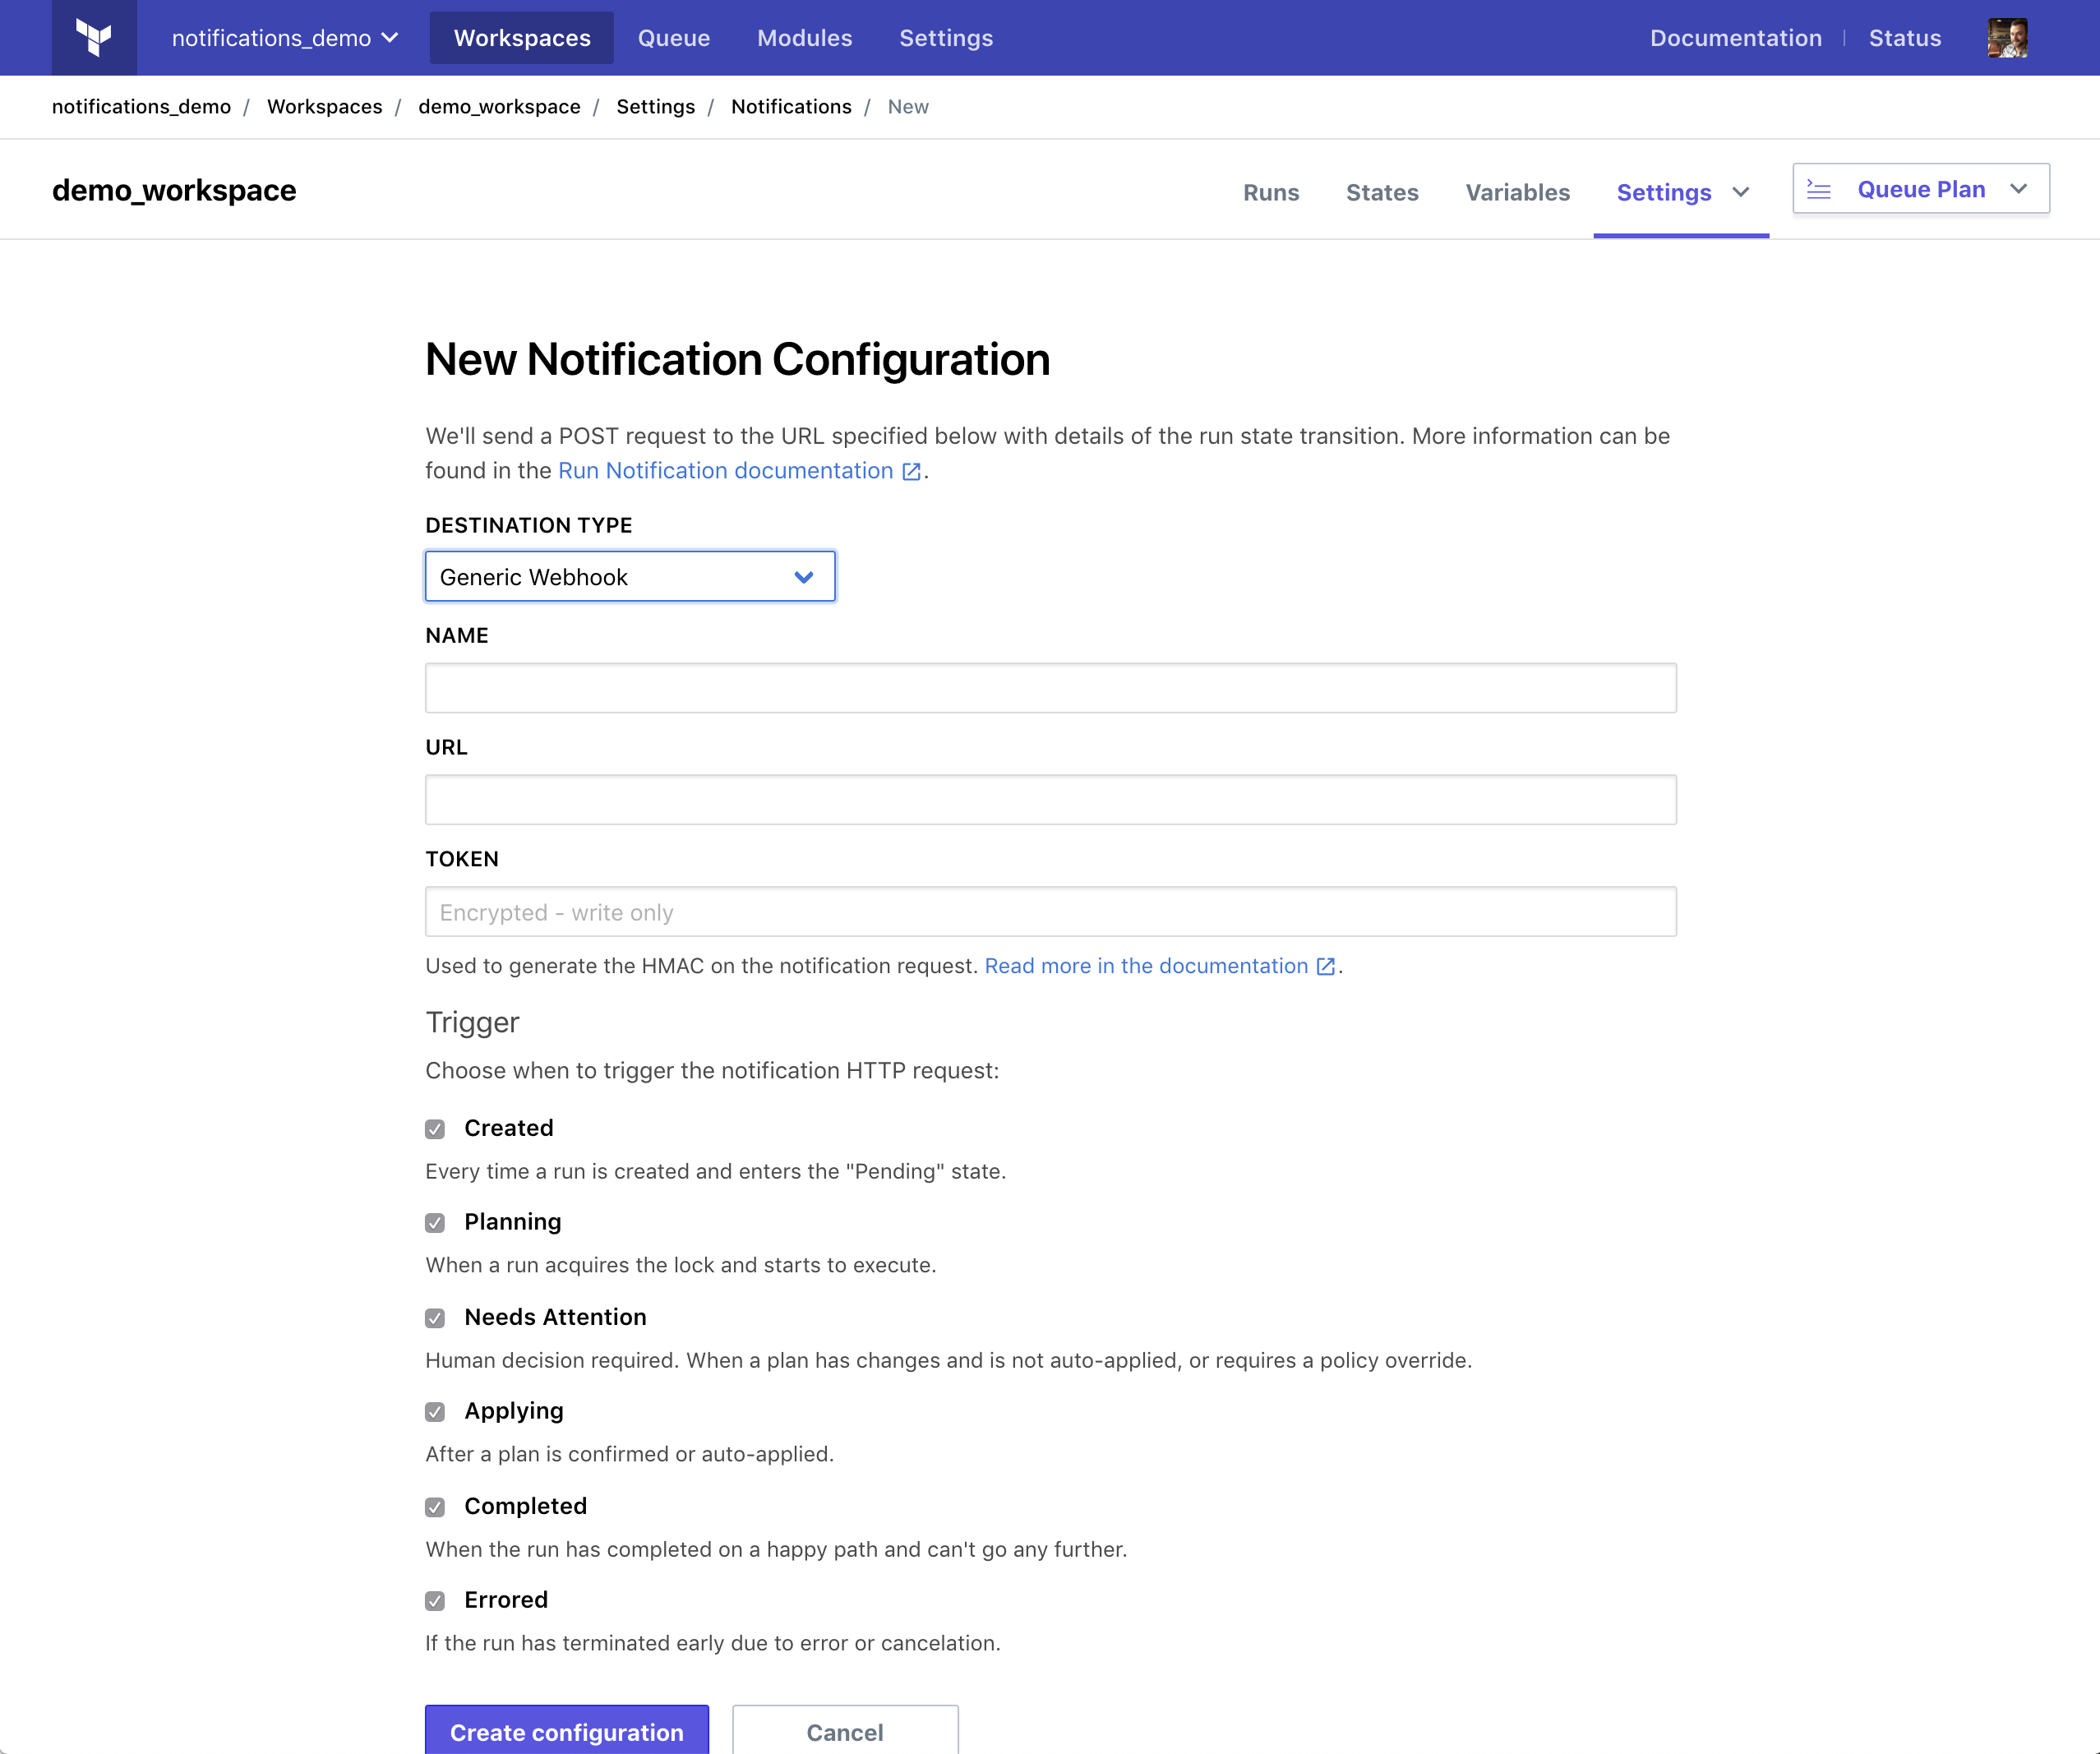 notifications_demo Workspaces Queue Modules Settings Documentation | Status
notifications_demo / Workspaces / demo_workspace / Settings / Notifications / New
demo_workspace Runs States Variables Settings Queue Plan
New Notification Configuration
We'll send a POST request to the URL specified below with details of the run state transition. More information can be
found in the Run Notification documentation.
DESTINATION TYPE
Generic Webhook
NAME
URL
TOKEN
Encrypted - write only
Used to generate the HMAC on the notification request. Read more in the documentation.
Trigger
Choose when to trigger the notification HTTP request:
Created
Every time a run is created and enters the "Pending" state.
Planning
When a run acquires the lock and starts to execute.
Needs Attention
Human decision required. When a plan has changes and is not auto-applied, or requires a policy override.
Applying
After a plan is confirmed or auto-applied.
Completed
When the run has completed on a happy path and can't go any further.
Errored
If the run has terminated early due to error or cancelation.
Create configuration Cancel